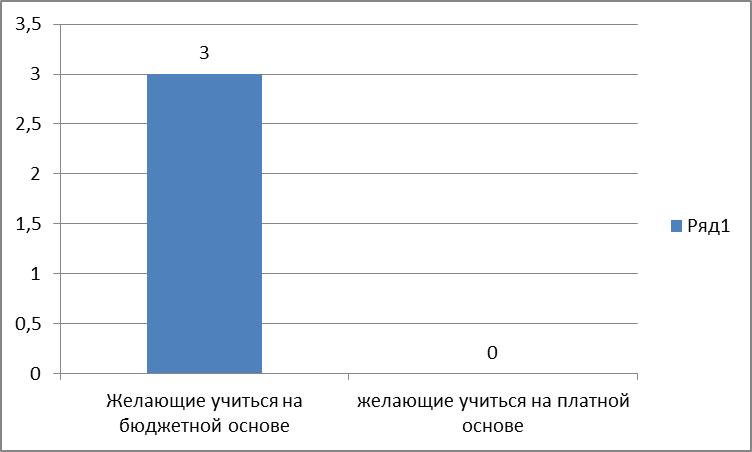 3,5
3
2,5
2
1,5
1
0,5
0
3
0
Желающие учиться на
бюджетной основе
желающие учиться на платной
основе
Ряд1